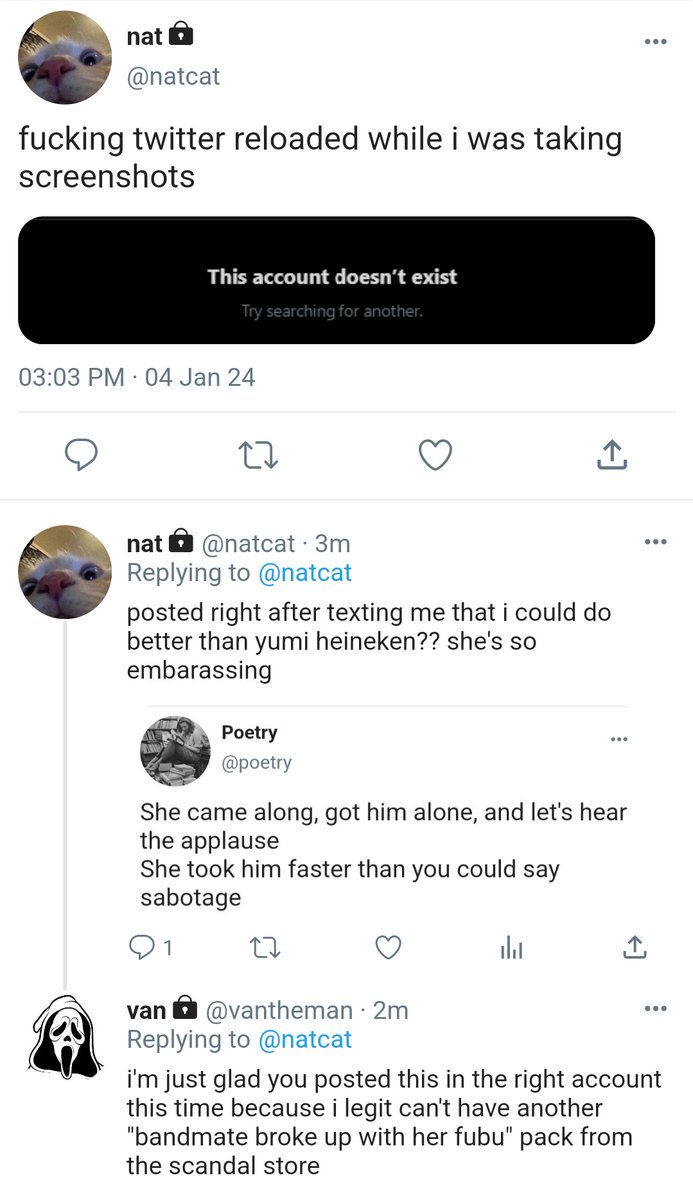 nat
@natcat
fucking twitter reloaded while i was taking
screenshots
This account doesn't exist
Try searching for another.
03:03 PM · 04 Jan 24
nat @natcat · 3m
Replying to @natcat
posted right after texting me that i could do
better than yumi heineken?? she's so
embarassing
Poetry
@poetry
She came along, got him alone, and let's hear
the applause
She took him faster than you could say
sabotage
1
van @vantheman · 2m
Replying to @natcat
i'm just glad you posted this in the right account
this time because i legit can't have another
"bandmate broke up with her fubu" pack from
the scandal store